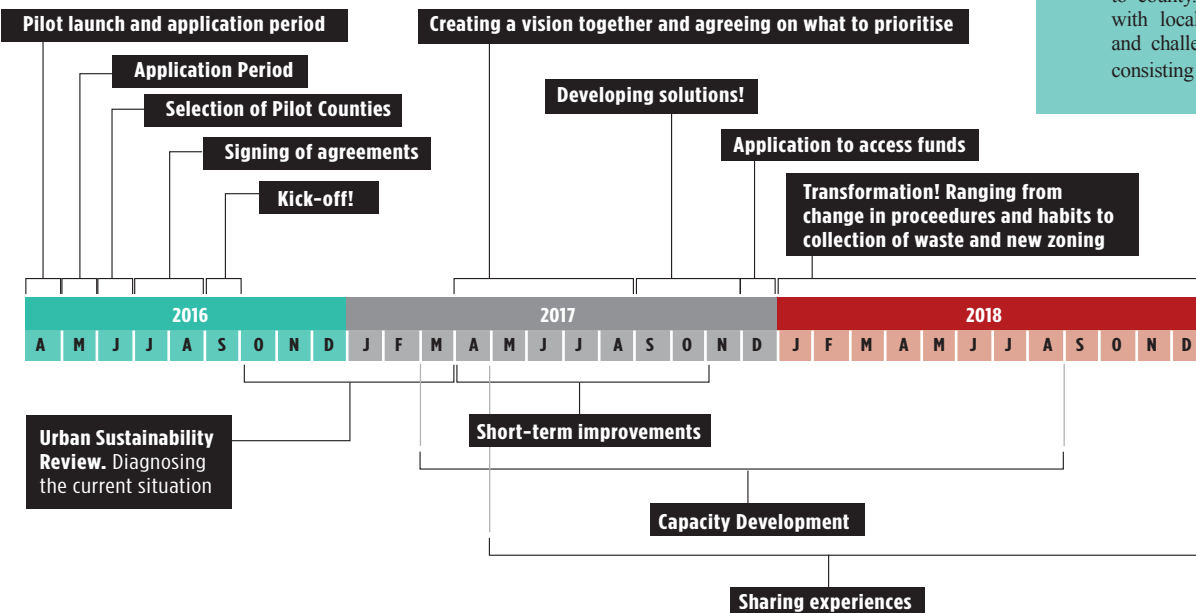 to county.
with local
and challe
consisting
Pilot launch and application period
Application Period
Selection of Pilot Counties
Signing of agreements
Kick-off!
Creating a vision together and agreeing on what to prioritise
Developing solutions!
Application to access funds
Transformation! Ranging from
change in proceedures and habits to
collection of waste and new zoning
2016 2017 2018
A M J J A S O N D J F M A M J J A S O N D J F M A M J J A S O N D
Urban Sustainability
Review. Diagnosing
the current situation
Short-term improvements
Capacity Development
Sharing experiences